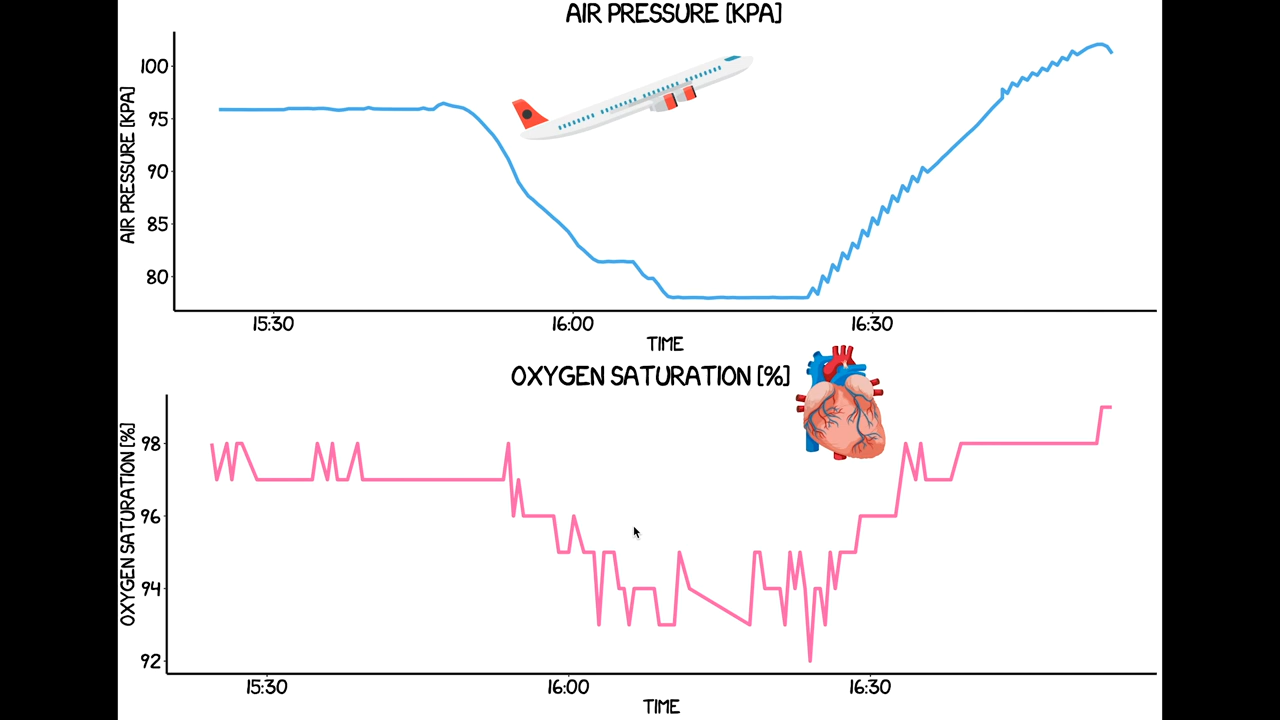 AIR PRESSURE [KPA]
AIR PRESSURE [KPA]
100
95
90
85
80
15:30 16:00 16:30
TIME
OXYGEN SATURATION [%]
OXYGEN SATURATION [%]
98
96
94
92
15:30 16:00 16:30
TIME